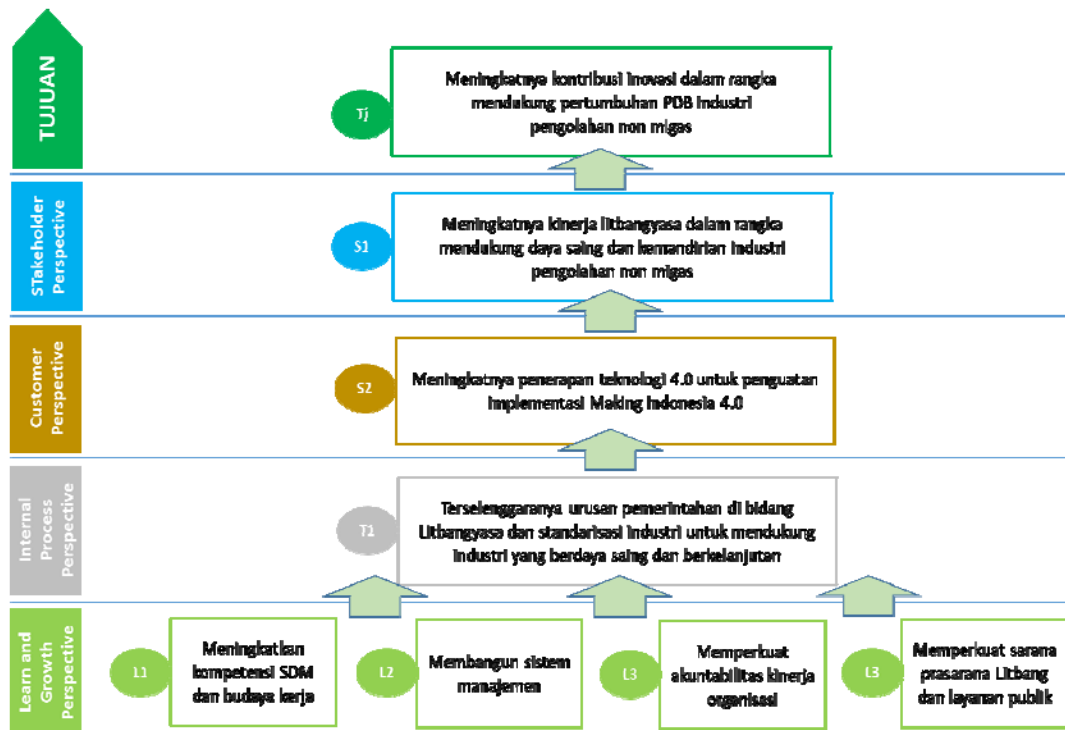 TUJUAN
Tj
Meningkatnya kontribusi inovasi dalam rangka
mendukung pertumbuhan PDB industri
pengolahan non migas
STakeholder
Perspective
S1
Meningkatnya kinerja litbangyasa dalam rangka
mendukung daya saing dan kemandirian industri
pengolahan non migas
Customer
Perspective
S2
Meningkatnya penerapan teknologi 4.0 untuk penguatan
implementasi Making Indonesia 4.0
Internal
Process
Perspective
T1
Terselenggaranya urusan pemerintahan di bidang
Litbangyasa dan standarisasi industri untuk mendukung
industri yang berdaya saing dan berkelanjutan
Learn and
Growth
Perspective
L1
Meningkatkan
kompetensi SDM
dan budaya kerja
L2
Membangun sistem
manajemen
L3
Memperkuat
akuntabilitas kinerja
organisasi
L3
Memperkuat sarana
prasarana Litbang
dan layanan publik